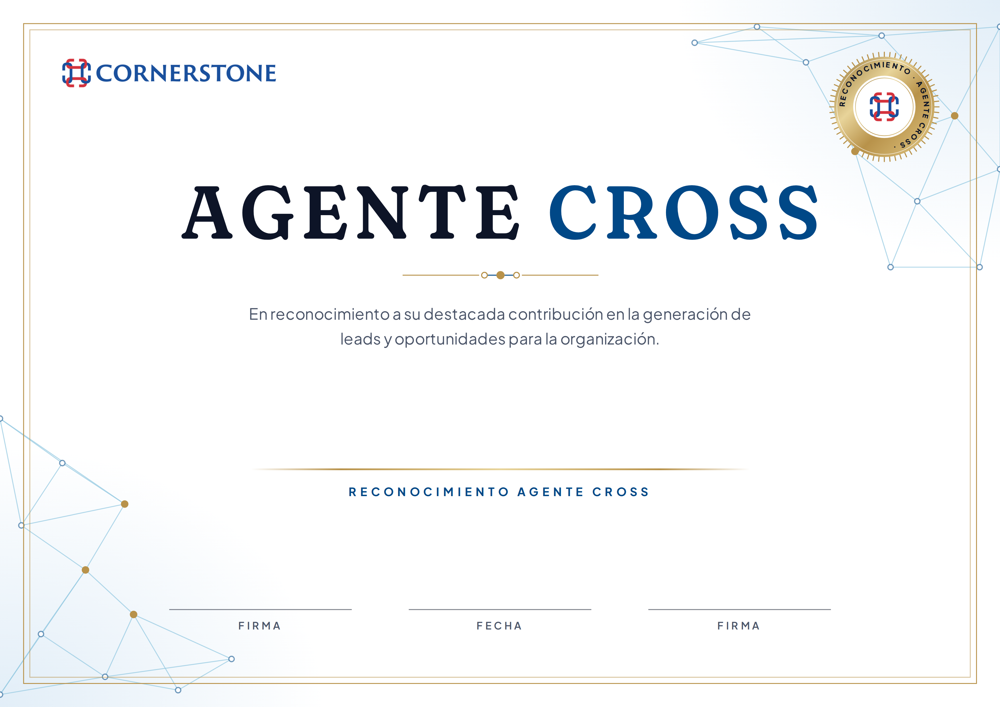 CORNERSTONE
RECONOCIMIENTO · AGENTE CROSS ·
AGENTE CROSS
En reconocimiento a su destacada contribución en la generación de
leads y oportunidades para la organización.
RECONOCIMIENTO AGENTE CROSS
FIRMA
FECHA
FIRMA